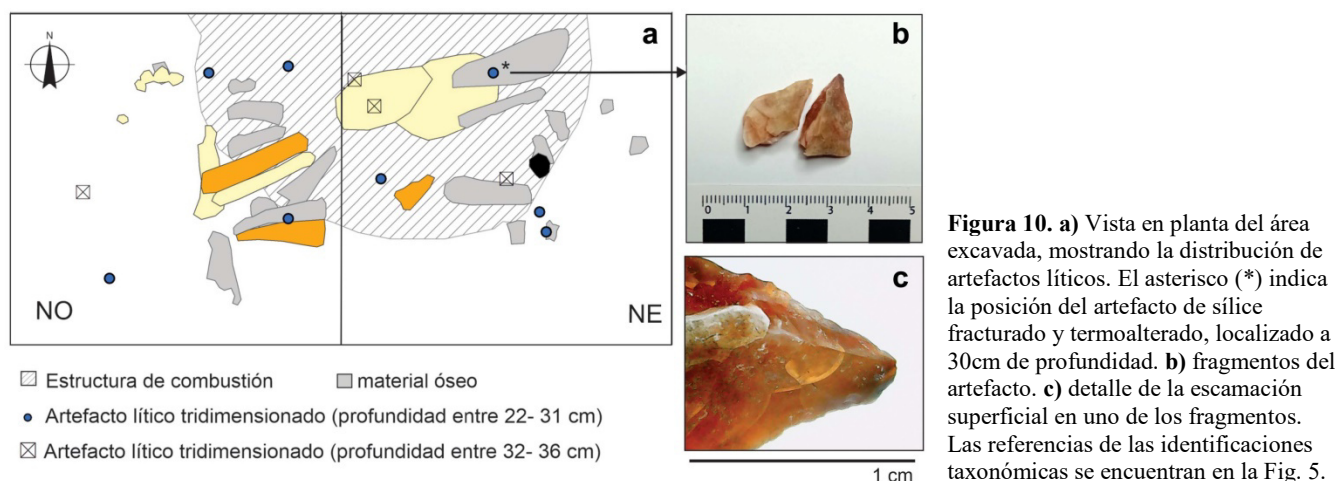 N
a
*
NO
NE
b
0 1 2 3 4 5
c
1 cm
Estructura de combustión
material óseo
Artefacto lítico tridimensionado (profundidad entre 22- 31 cm)
Artefacto lítico tridimensionado (profundidad entre 32- 36 cm)
Figura 10. a) Vista en planta del área
excavada, mostrando la distribución de
artefactos líticos. El asterisco (*) indica
la posición del artefacto de sílice
fracturado y termoalterado, localizado a
30cm de profundidad. b) fragmentos del
artefacto. c) detalle de la escamación
superficial en uno de los fragmentos.
Las referencias de las identificaciones
taxonómicas se encuentran en la Fig. 5.